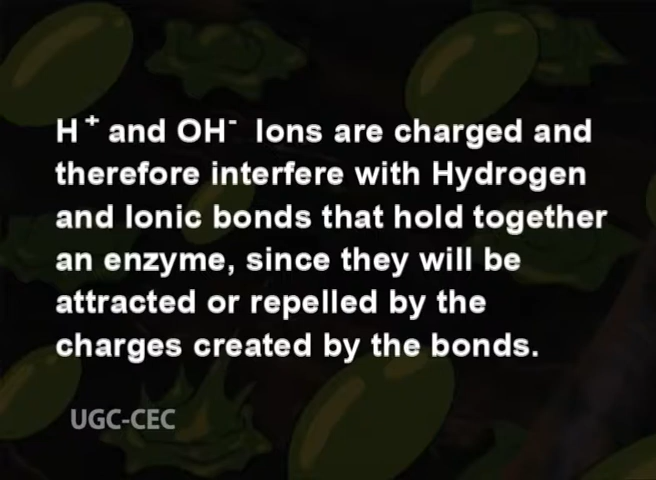 H⁺ and OH⁻ Ions are charged and
therefore interfere with Hydrogen
and Ionic bonds that hold together
an enzyme, since they will be
attracted or repelled by the
charges created by the bonds.
UGC-CEC